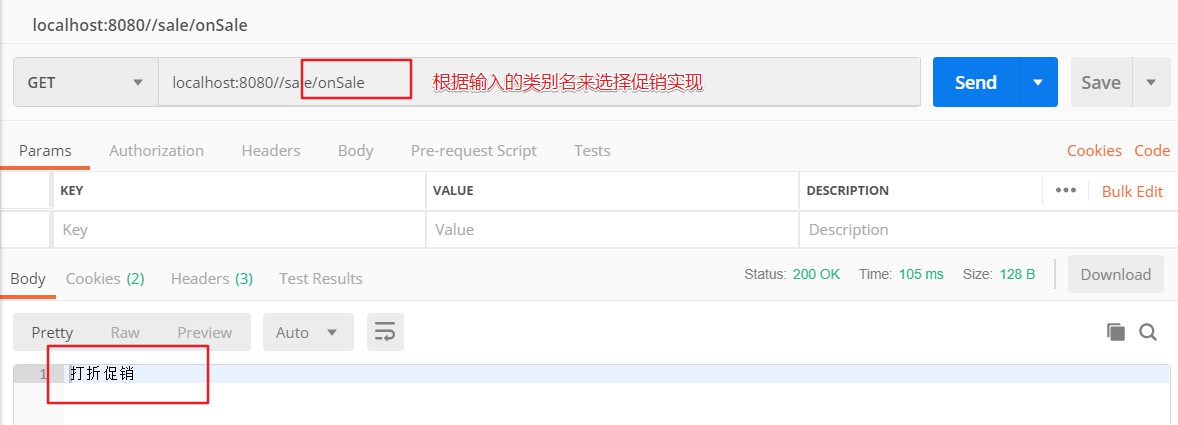 localhost:8080//sale/onSale
GET localhost:8080//sale/onSale 根据输入的类别名来选择促销实现 Send Save
Params Authorization Headers Body Pre-request Script Tests Cookies Code
KEY VALUE DESCRIPTION ••• Bulk Edit
Key Value Description
Body Cookies (2) Headers (3) Test Results Status: 200 OK Time: 105 ms Size: 128 B Download
Pretty Raw Preview Auto
1 打折促销